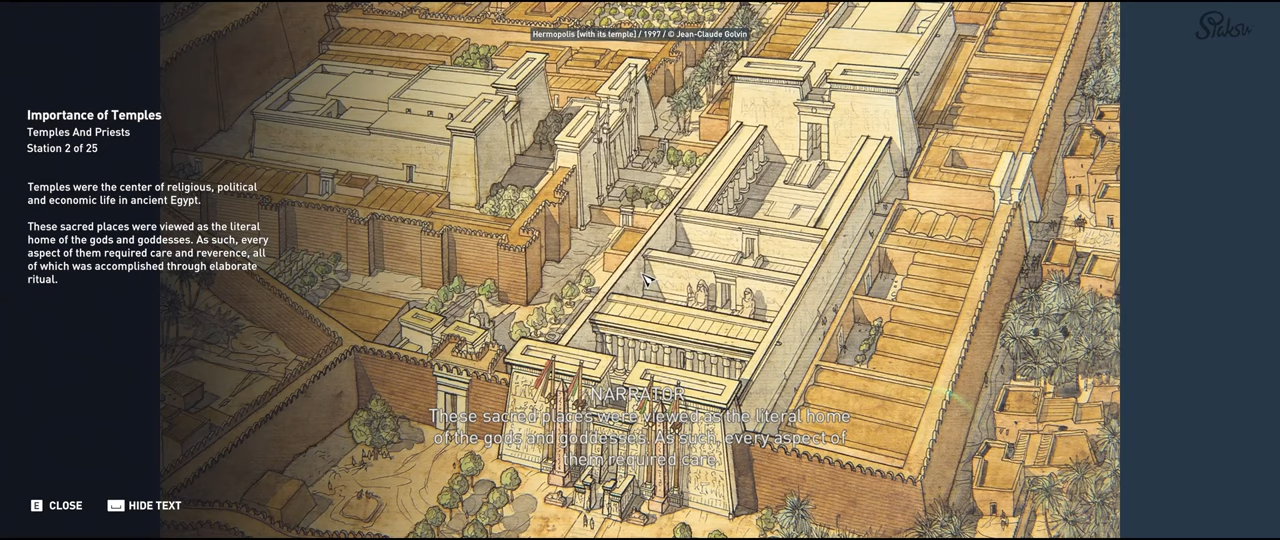 Hermopolis [with its temple] / 1997 / © Jean-Claude Golvin
Staksu
Importance of Temples
Temples And Priests
Station 2 of 25
Temples were the center of religious, political
and economic life in ancient Egypt.
These sacred places were viewed as the literal
home of the gods and goddesses. As such, every
aspect of them required care and reverence, all
of which was accomplished through elaborate
ritual.
NARRATOR
These sacred places were viewed as the literal home
of the gods and goddesses. As such, every aspect of
them required care
E CLOSE
HIDE TEXT